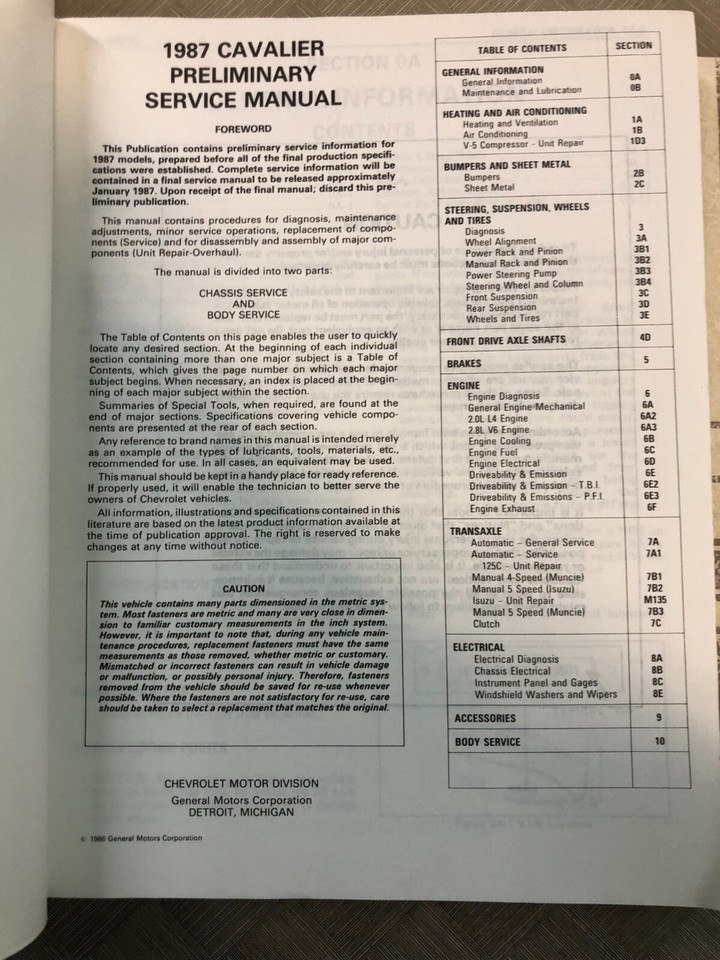 1987 CAVALIER
PRELIMINARY
SERVICE MANUAL
FOREWORD
This Publication contains preliminary service information for
1987 models, prepared before all of the final production specifi-
cations were established. Complete service information will be
contained in a final service manual to be released approximately
January 1987. Upon receipt of the final manual; discard this pre-
liminary publication.
This manual contains procedures for diagnosis, maintenance
adjustments, minor service operations, replacement of compo-
nents (Service) and for disassembly and assembly of major com-
ponents (Unit Repair-Overhaul).
The manual is divided into two parts:
CHASSIS SERVICE
AND
BODY SERVICE
The Table of Contents on this page enables the user to quickly
locate any desired section. At the beginning of each individual
section containing more than one major subject is a Table of
Contents, which gives the page number on which each major
subject begins. When necessary, an index is placed at the begin-
ning of each major subject within the section.
Summaries of Special Tools, when required, are found at the
end of major sections. Specifications covering vehicle compo-
nents are presented at the rear of each section.
Any reference to brand names in this manual is intended merely
as an example of the types of lubricants, tools, materials, etc.,
recommended for use. In all cases, an equivalent may be used.
This manual should be kept in a handy place for ready reference.
If properly used, it will enable the technician to better serve the
owners of Chevrolet vehicles.
All information, illustrations and specifications contained in this
literature are based on the latest product information available at
the time of publication approval. The right is reserved to make
changes at any time without notice.
CAUTION
This vehicle contains many parts dimensioned in the metric sys-
tem. Most fasteners are metric and many are very close in dimen-
sion to familiar customary measurements in the inch system.
However, it is important to note that, during any vehicle main-
tenance procedures, replacement fasteners must have the same
measurements as those removed, whether metric or customary.
Mismatched or incorrect fasteners can result in vehicle damage
or malfunction, or possibly personal injury. Therefore, fasteners
removed from the vehicle should be saved for re-use whenever
possible. Where the fasteners are not satisfactory for re-use, care
should be taken to select a replacement that matches the original.
CHEVROLET MOTOR DIVISION
General Motors Corporation
DETROIT, MICHIGAN
© 1986 General Motors Corporation
TABLE OF CONTENTS SECTION
GENERAL INFORMATION
General Information 0A
Maintenance and Lubrication 0B
HEATING AND AIR CONDITIONING
Heating and Ventilation 1A
Air Conditioning 1B
V-5 Compressor - Unit Repair 1D3
BUMPERS AND SHEET METAL
Bumpers 2B
Sheet Metal 2C
STEERING, SUSPENSION, WHEELS
AND TIRES
Diagnosis 3
Wheel Alignment 3A
Power Rack and Pinion 3B1
Manual Rack and Pinion 3B2
Power Steering Pump 3B3
Steering Wheel and Column 3B4
Front Suspension 3C
Rear Suspension 3D
Wheels and Tires 3E
FRONT DRIVE AXLE SHAFTS 4D
BRAKES 5
ENGINE
Engine Diagnosis 6
General Engine Mechanical 6A
2.0L L4 Engine 6A2
2.8L V6 Engine 6A3
Engine Cooling 6B
Engine Fuel 6C
Engine Electrical 6D
Driveability & Emission 6E
Driveability & Emission - T.B.I. 6E2
Driveability & Emissions - P.F.I. 6E3
Engine Exhaust 6F
TRANSAXLE
Automatic - General Service 7A
Automatic - Service 7A1
125C - Unit Repair
Manual 4-Speed (Muncie) 7B1
Manual 5 Speed (Isuzu) 7B2
Isuzu - Unit Repair M135
Manual 5 Speed (Muncie) 7B3
Clutch 7C
ELECTRICAL
Electrical Diagnosis 8A
Chassis Electrical 8B
Instrument Panel and Gages 8C
Windshield Washers and Wipers 8E
ACCESSORIES 9
BODY SERVICE 10